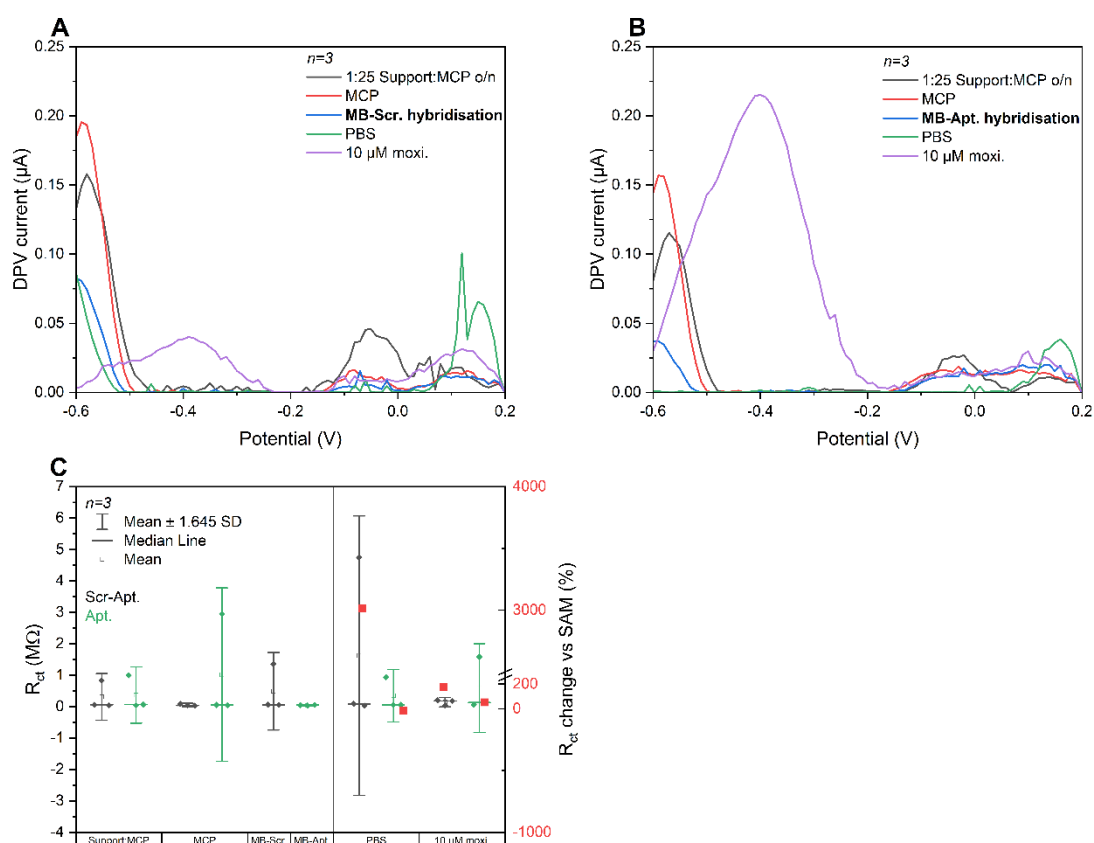 A
0.25
0.20
0.15
0.10
0.05
0.00
DPV current (µA)
n=3
1:25 Support:MCP o/n
MCP
MB-Scr. hybridisation
PBS
10 µM moxi.
-0.6
-0.4
-0.2
0.0
0.2
Potential (V)
B
0.25
0.20
0.15
0.10
0.05
0.00
DPV current (µA)
n=3
1:25 Support:MCP o/n
MCP
MB-Apt. hybridisation
PBS
10 µM moxi.
-0.6
-0.4
-0.2
0.0
0.2
Potential (V)
C
7
6
5
4
3
2
1
0
-1
-2
-3
-4
Rct (MΩ)
n=3
Mean ± 1.645 SD
Median Line
Mean
Scr-Apt.
Apt.
4000
3000
200
0
-1000
Rct change vs SAM (%)
Support:MCP
MCP
MB-Scr
MB-Apt
PBS
10 uM moxi